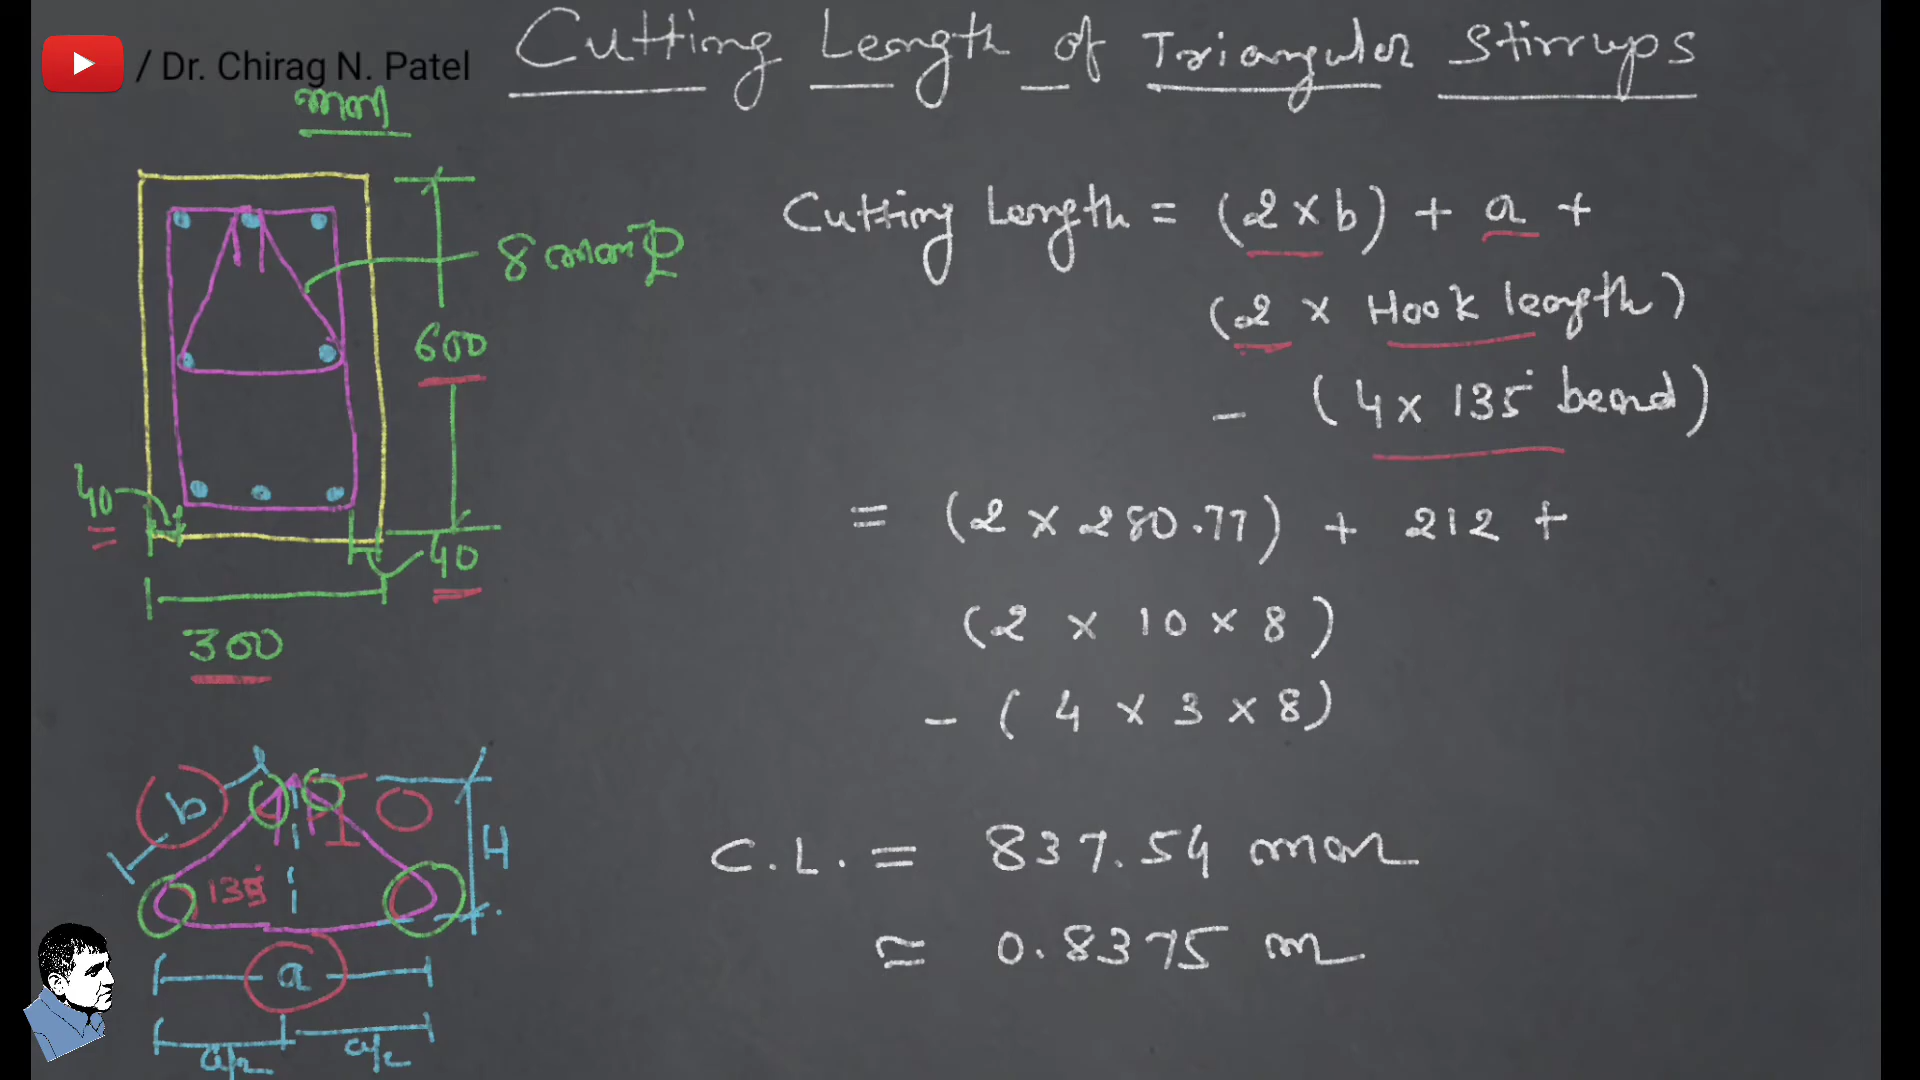 / Dr. Chirag N. Patel
Cutting Length of Triangular Stirrups
mm
Cutting Length = (2 × b) + a +
8 mm Φ
(2 × Hook length)
600
- (4 × 135° bend)
40
= (2 × 280.77) + 212 +
40
(2 × 10 × 8)
300
- (4 × 3 × 8)
b
H
135°
C.L. = 837.54 mm
a
≃ 0.8375 m
a/2
a/2